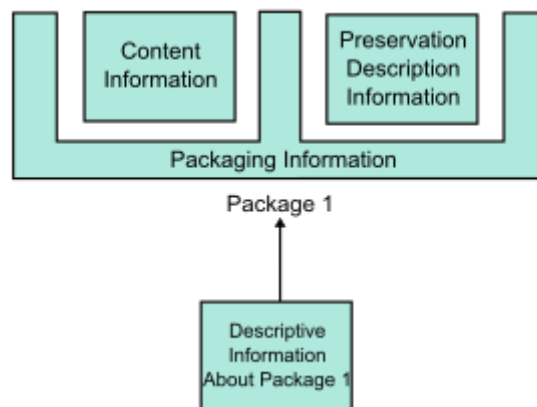 Content
Information
Preservation
Description
Information
Packaging Information
Package 1
Descriptive
Information
About Package 1